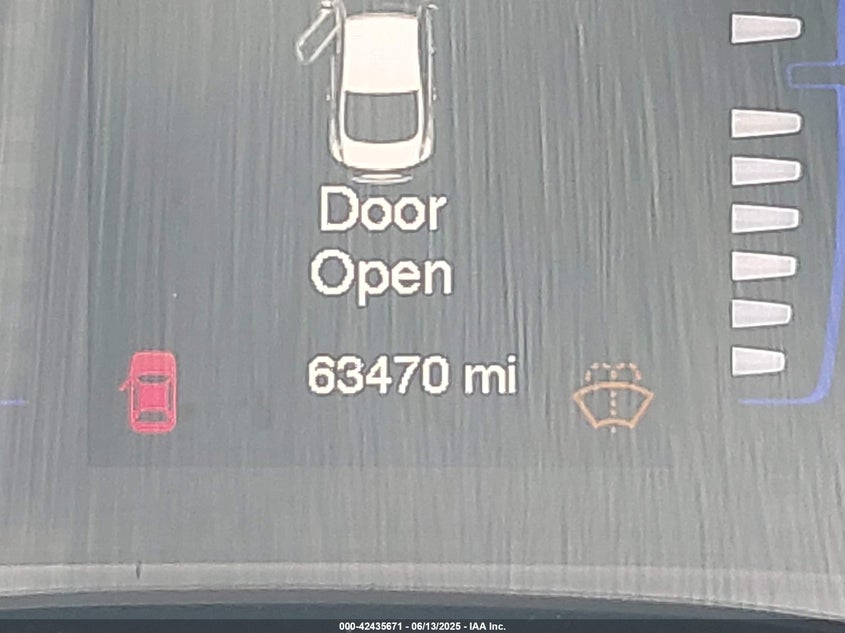 Door
Open
63470 mi
000-42435671 - 06/13/2025 - IAA Inc.